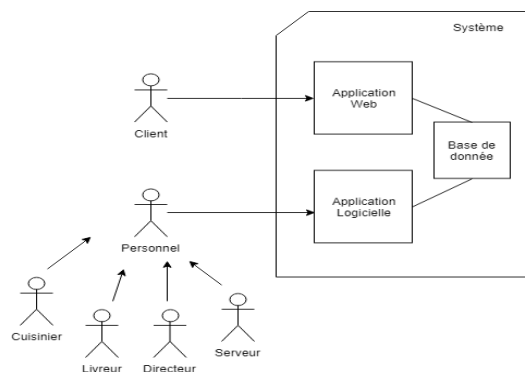 Système
Application
Web
Client
Base de
donnée
Application
Logicielle
Personnel
Cuisinier
Livreur
Directeur
Serveur